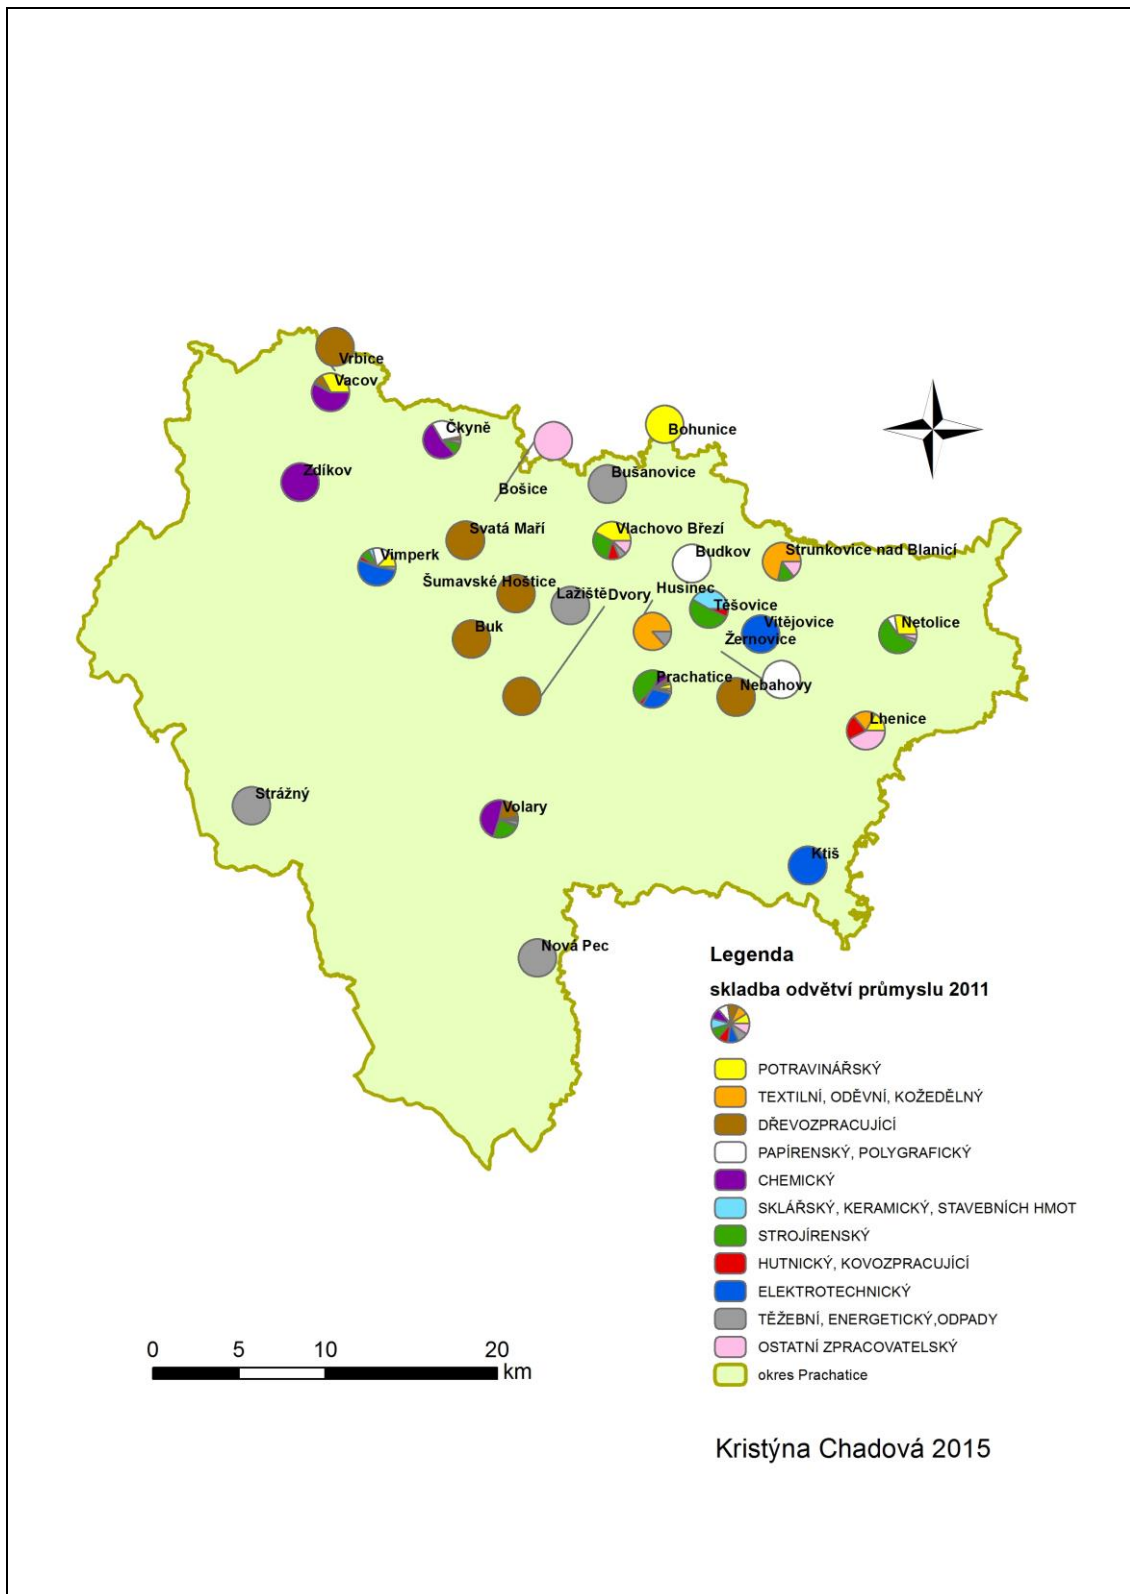 Vrbice
Vacov
Čkyně
Bohunice
Zdíkov
Bušanovice
Bošice
Svatá Maří
Vlachovo Březí
Vimperk
Budkov
Strunkovice nad Blanicí
Šumavské Hoštice
Lažiště
Dvory
Husinec
Těšovice
Vitějovice
Netolice
Buk
Žernovice
Prachatice
Nebahovy
Lhenice
Strážný
Volary
Ktiš
Nová Pec
Legenda
skladba odvětví průmyslu 2011
POTRAVINÁŘSKÝ
TEXTILNÍ, ODĚVNÍ, KOŽEDĚLNÝ
DŘEVOZPRACUJÍCÍ
PAPÍRENSKÝ, POLYGRAFICKÝ
CHEMICKÝ
SKLÁŘSKÝ, KERAMICKÝ, STAVEBNÍCH HMOT
STROJÍRENSKÝ
HUTNICKÝ, KOVOZPRACUJÍCÍ
ELEKTROTECHNICKÝ
TĚŽEBNÍ, ENERGETICKÝ,ODPADY
OSTATNÍ ZPRACOVATELSKÝ
okres Prachatice
0 5 10 20
km
Kristýna Chadová 2015